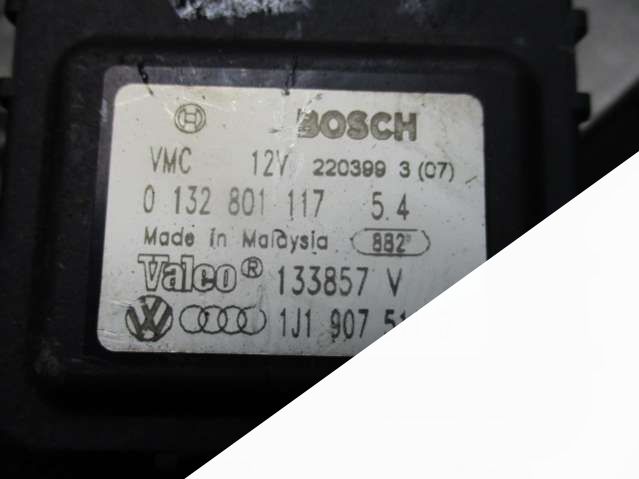 BOSCH
VMC 12V 220399 3 (07)
0 132 801 117 5.4
Made in Malaysia 882
Valeo® 133857 V
1J1 907